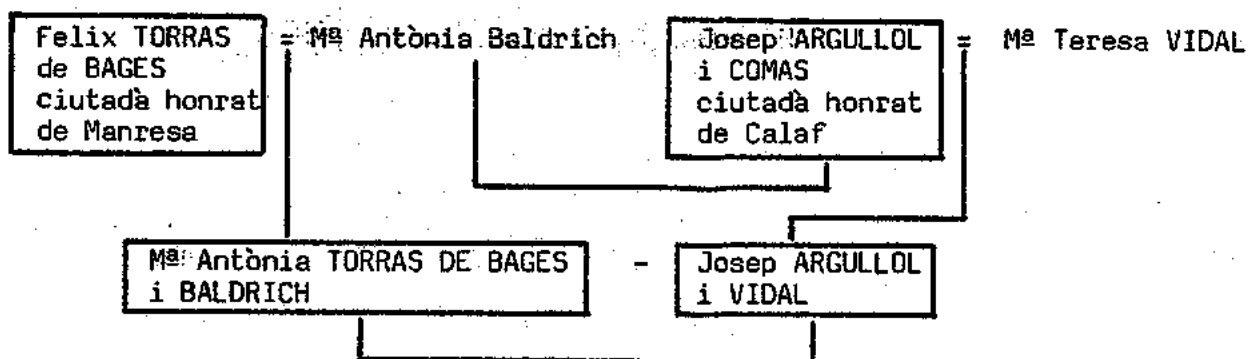 Felix TORRAS
de BAGES
ciutadà honrat
de Manresa
= Mª Antònia Baldrich
Josep ARGULLOL
i COMAS
ciutadà honrat
de Calaf
= Mª Teresa VIDAL
Mª Antònia TORRAS DE BAGES
i BALDRICH
-
Josep ARGULLOL
i VIDAL